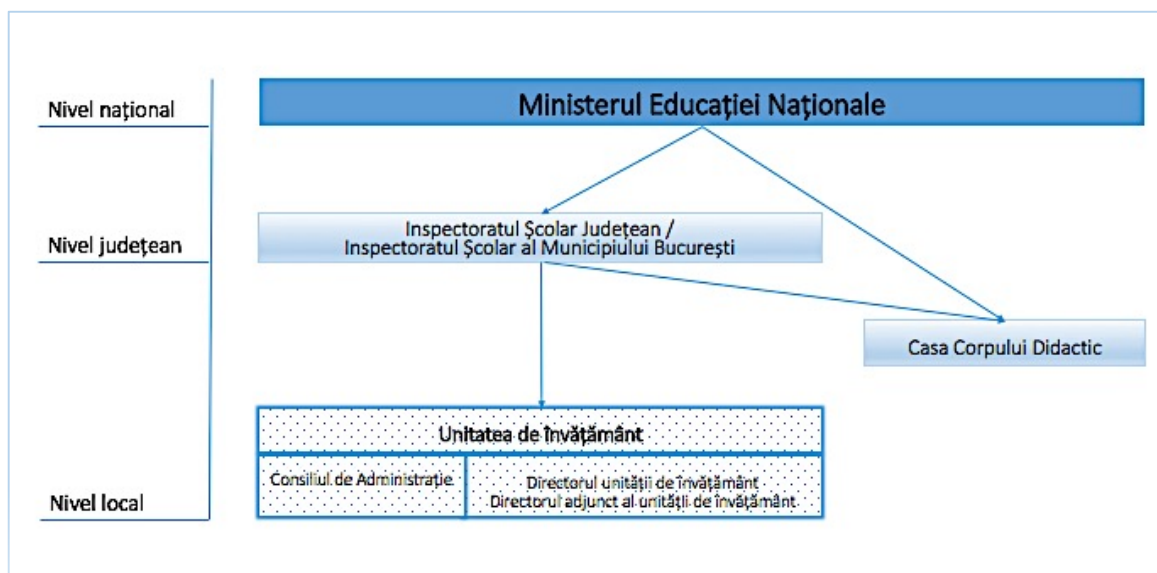 Nivel național
Ministerul Educației Naționale
Nivel județean
Inspectoratul Școlar Județean /
Inspectoratul Școlar al Municipiului București
Casa Corpului Didactic
Unitatea de învățământ
Consiliul de Administrație
Directorul unității de învățământ
Directorul adjunct al unității de învățământ
Nivel local